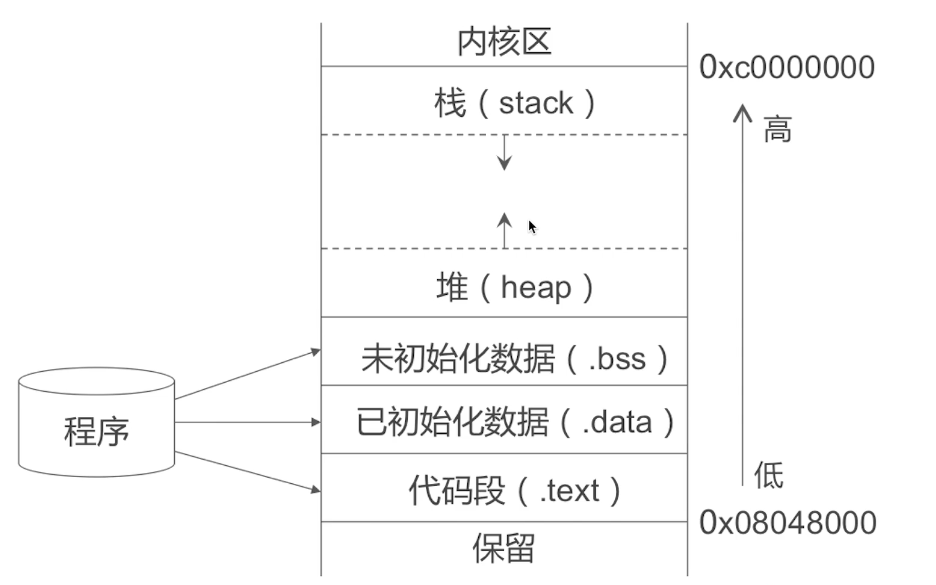 内核区
0xc0000000
栈（stack）
高
堆（heap）
未初始化数据（.bss）
程序
已初始化数据（.data）
代码段（.text）
低
0x08048000
保留